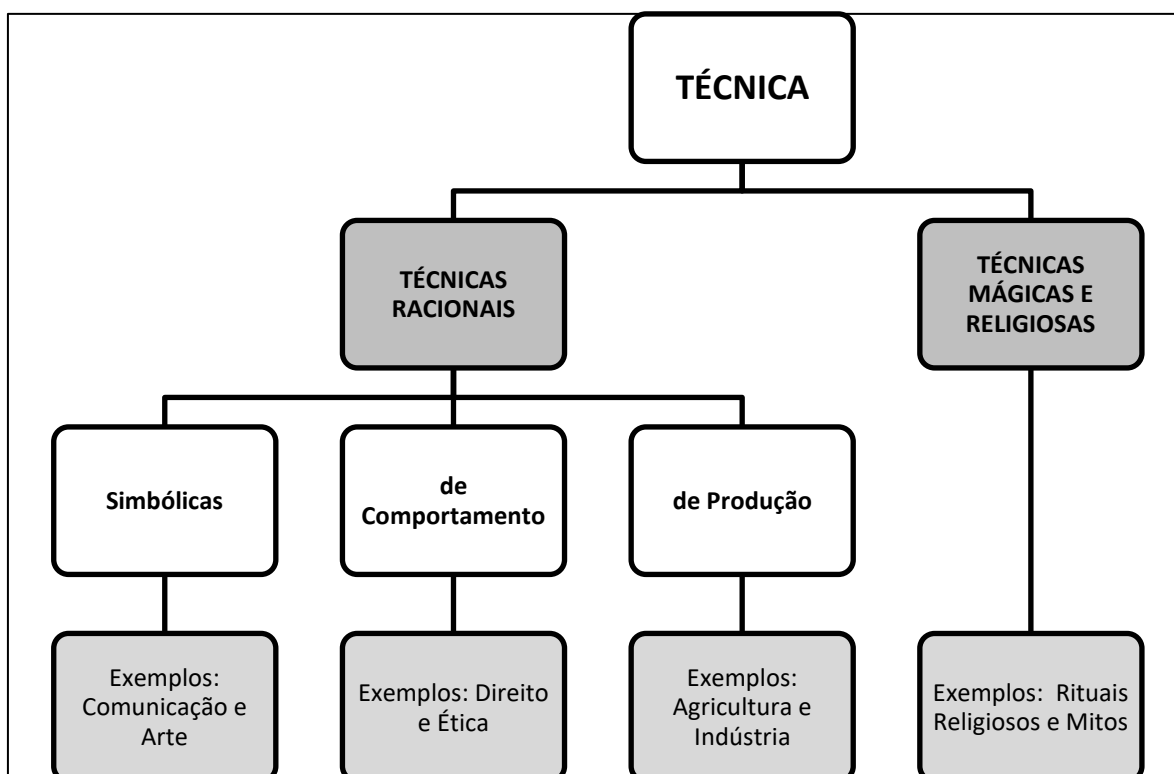 TÉCNICA
TÉCNICAS
RACIONAIS
TÉCNICAS
MÁGICAS E
RELIGIOSAS
Simbólicas
de
Comportamento
de Produção
Exemplos:
Comunicação e
Arte
Exemplos: Direito
e Ética
Exemplos:
Agricultura e
Indústria
Exemplos: Rituais
Religiosos e Mitos